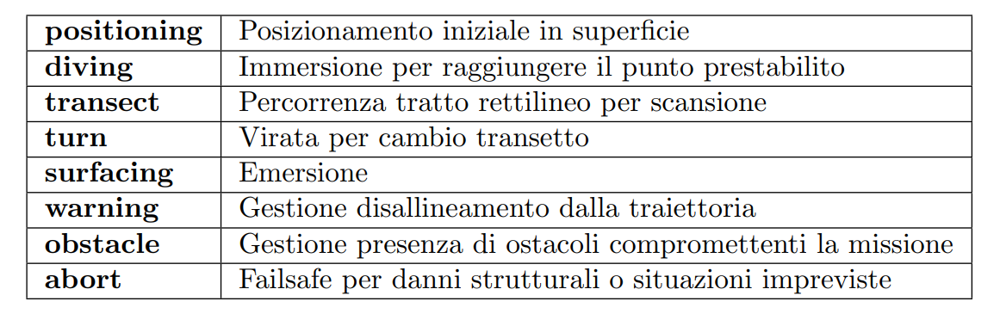 positioning Posizionamento iniziale in superficie
diving Immersione per raggiungere il punto prestabilito
transect Percorrenza tratto rettilineo per scansione
turn Virata per cambio transetto
surfacing Emersione
warning Gestione disallineamento dalla traiettoria
obstacle Gestione presenza di ostacoli compromettenti la missione
abort Failsafe per danni strutturali o situazioni impreviste